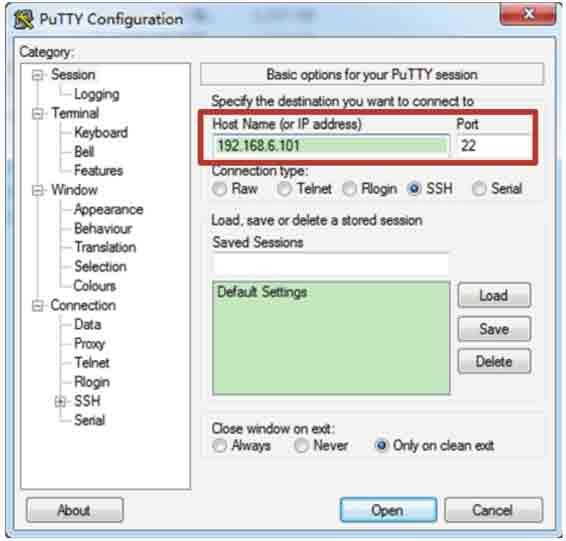 PuTTY Configuration
Category:
Session
Logging
Terminal
Keyboard
Bell
Features
Window
Appearance
Behaviour
Translation
Selection
Colours
Connection
Data
Proxy
Telnet
Rlogin
SSH
Serial
Basic options for your PuTTY session
Specify the destination you want to connect to
Host Name (or IP address) Port
192.168.6.101 22
Connection type:
Raw Telnet Rlogin SSH Serial
Load, save or delete a stored session
Saved Sessions
Default Settings
Load
Save
Delete
Close window on exit:
Always Never Only on clean exit
About Open Cancel